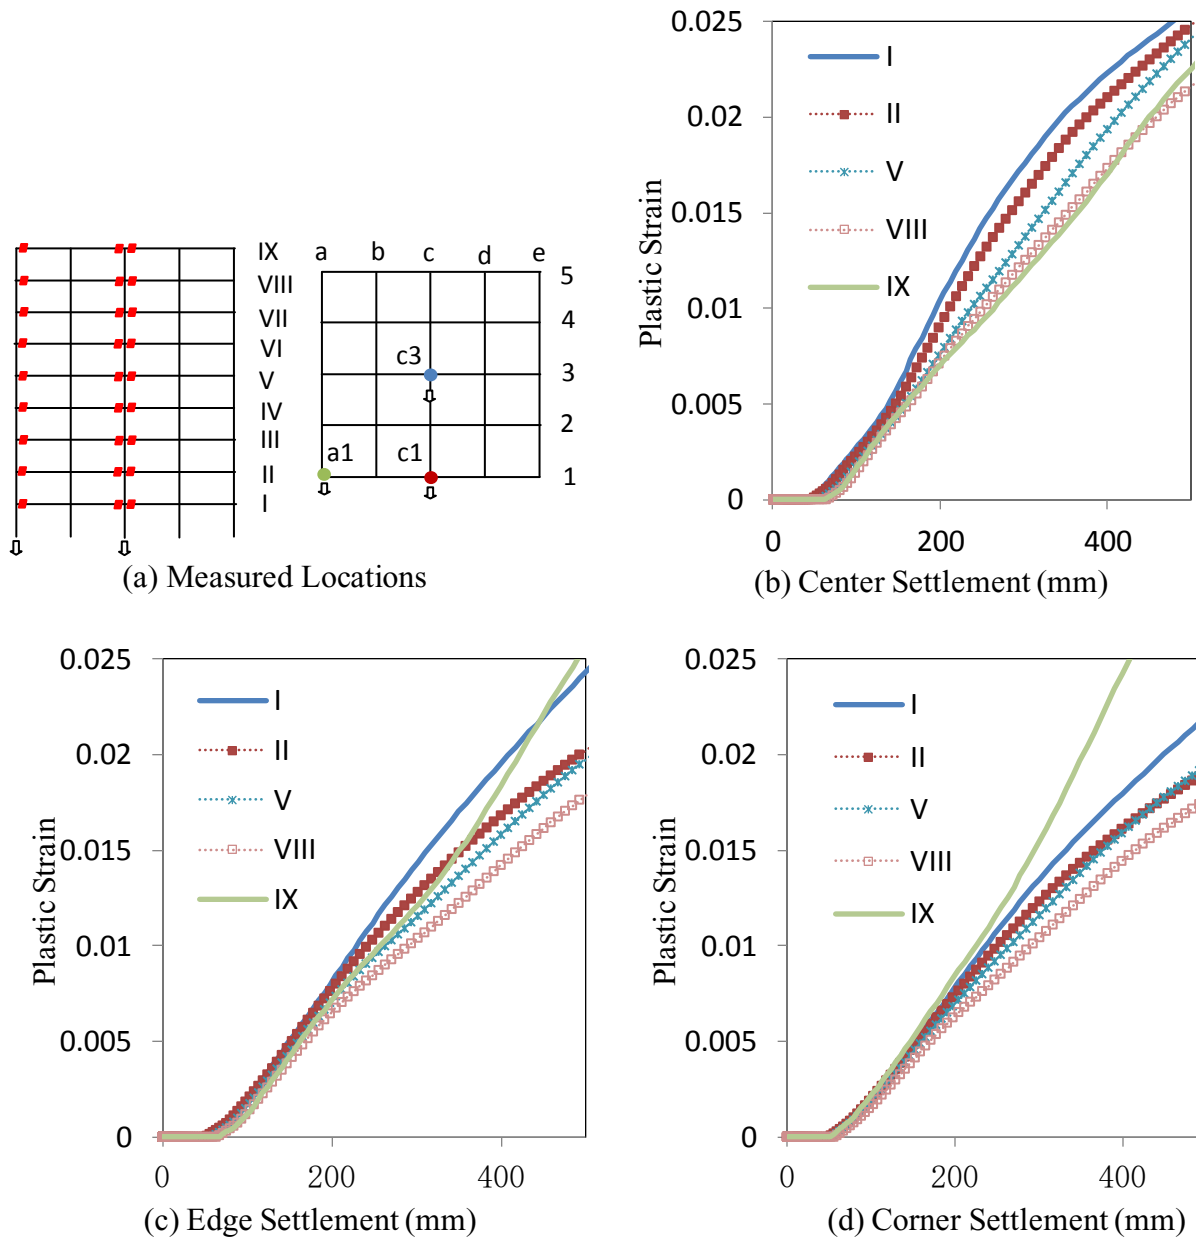 0.025
0.02
0.015
0.01
0.005
0
Plastic Strain
I
II
V
VIII
IX
0 200 400
(b) Center Settlement (mm)
IX
VIII
VII
VI
V
IV
III
II
I
a b c d e
5
4
3
2
1
c3
a1 c1
(a) Measured Locations
0.025
0.02
0.015
0.01
0.005
0
Plastic Strain
I
II
V
VIII
IX
0 200 400
(c) Edge Settlement (mm)
0.025
0.02
0.015
0.01
0.005
0
Plastic Strain
I
II
V
VIII
IX
0 200 400
(d) Corner Settlement (mm)